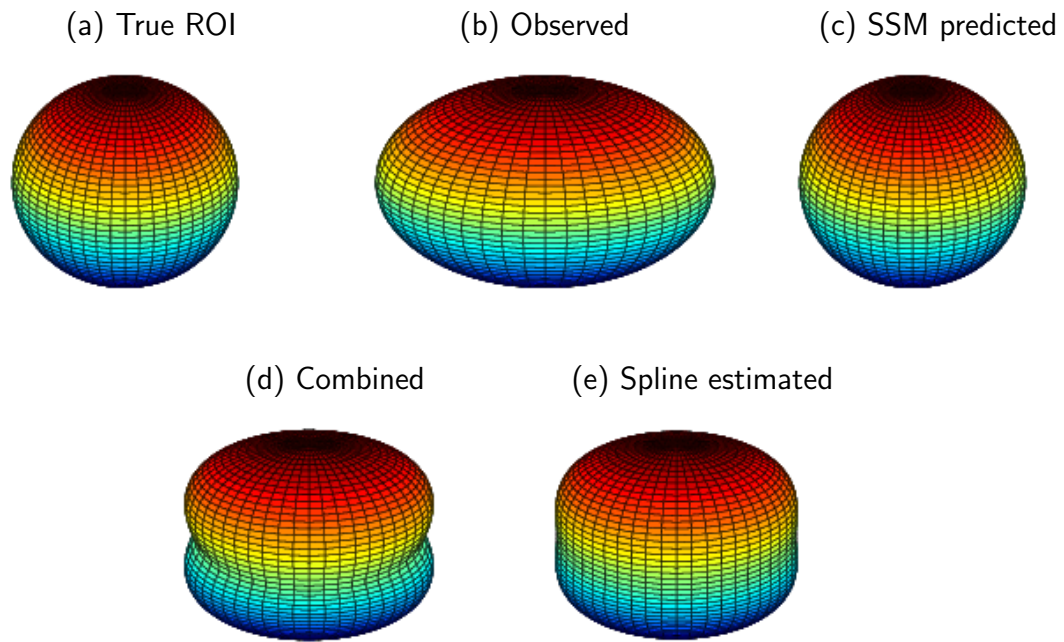 (a) True ROI
(b) Observed
(c) SSM predicted
(d) Combined
(e) Spline estimated